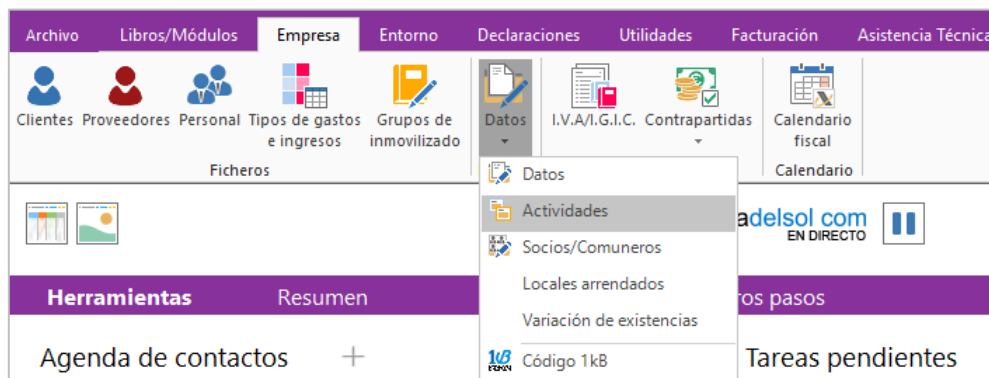 Archivo Libros/Módulos Empresa Entorno Declaraciones Utilidades Facturación Asistencia Técnica
Clientes Proveedores Personal Tipos de gastos e ingresos Grupos de inmovilizado Datos I.V.A/I.G.I.C. Contrapartidas Calendario fiscal
Ficheros Calendario
Datos
Actividades
Socios/Comuneros
Locales arrendados
Variación de existencias
Código 1kB
adelsol com
EN DIRECTO
Herramientas Resumen ros pasos
Agenda de contactos + Tareas pendientes